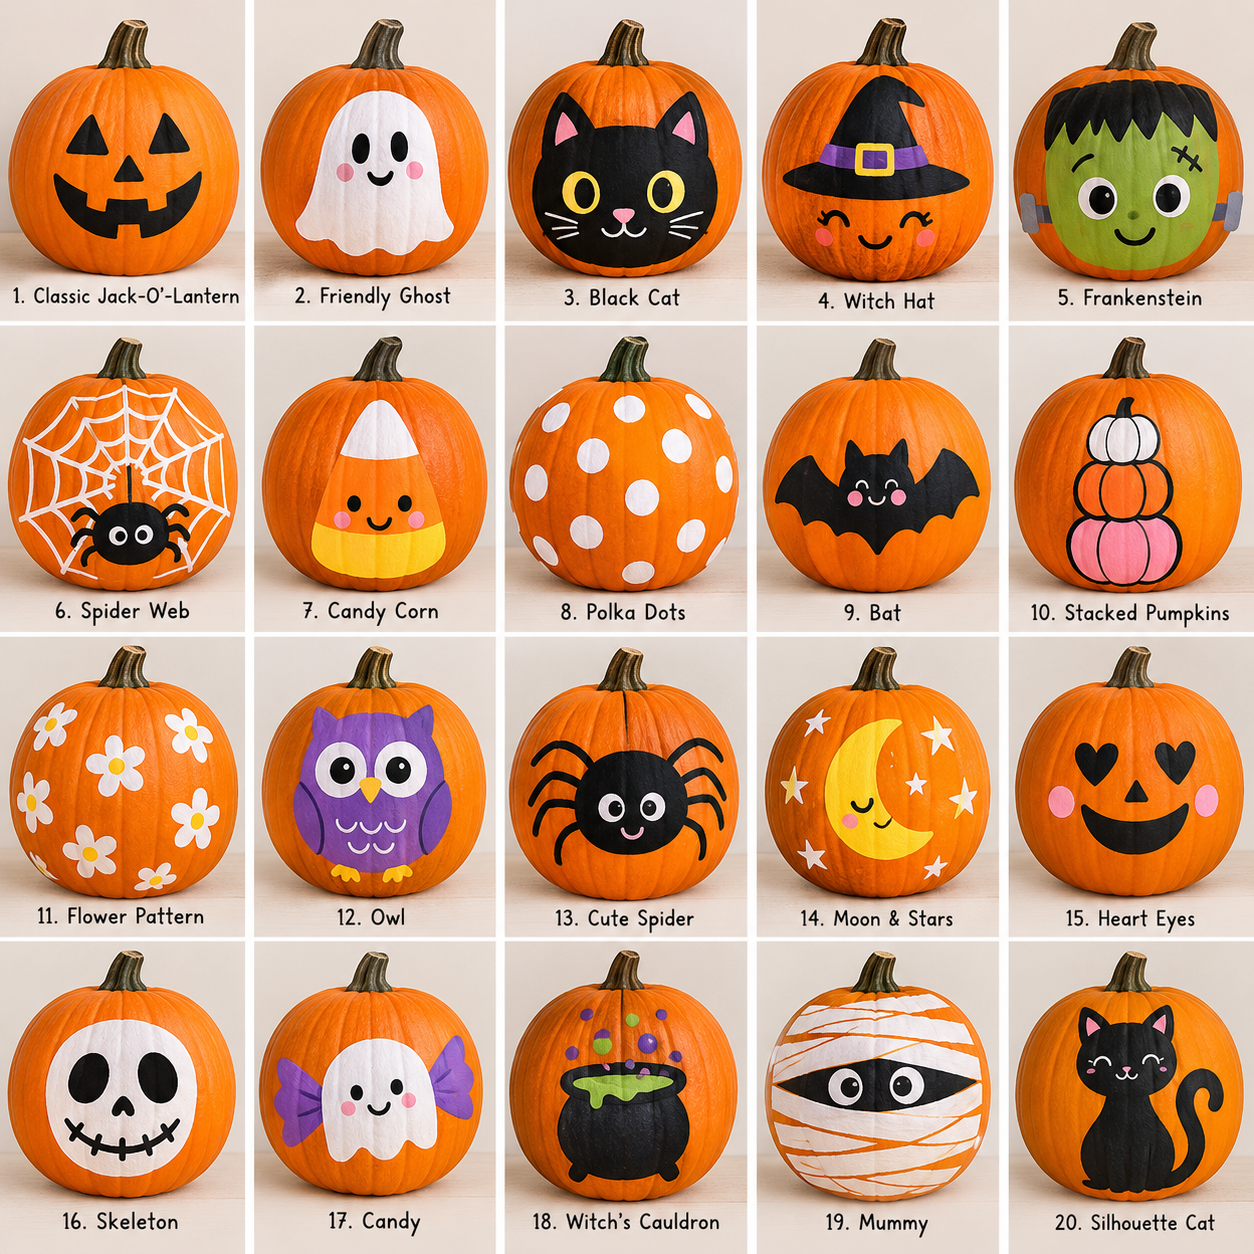 1. Classic Jack-O'-Lantern
2. Friendly Ghost
3. Black Cat
4. Witch Hat
5. Frankenstein
6. Spider Web
7. Candy Corn
8. Polka Dots
9. Bat
10. Stacked Pumpkins
11. Flower Pattern
12. Owl
13. Cute Spider
14. Moon & Stars
15. Heart Eyes
16. Skeleton
17. Candy
18. Witch's Cauldron
19. Mummy
20. Silhouette Cat